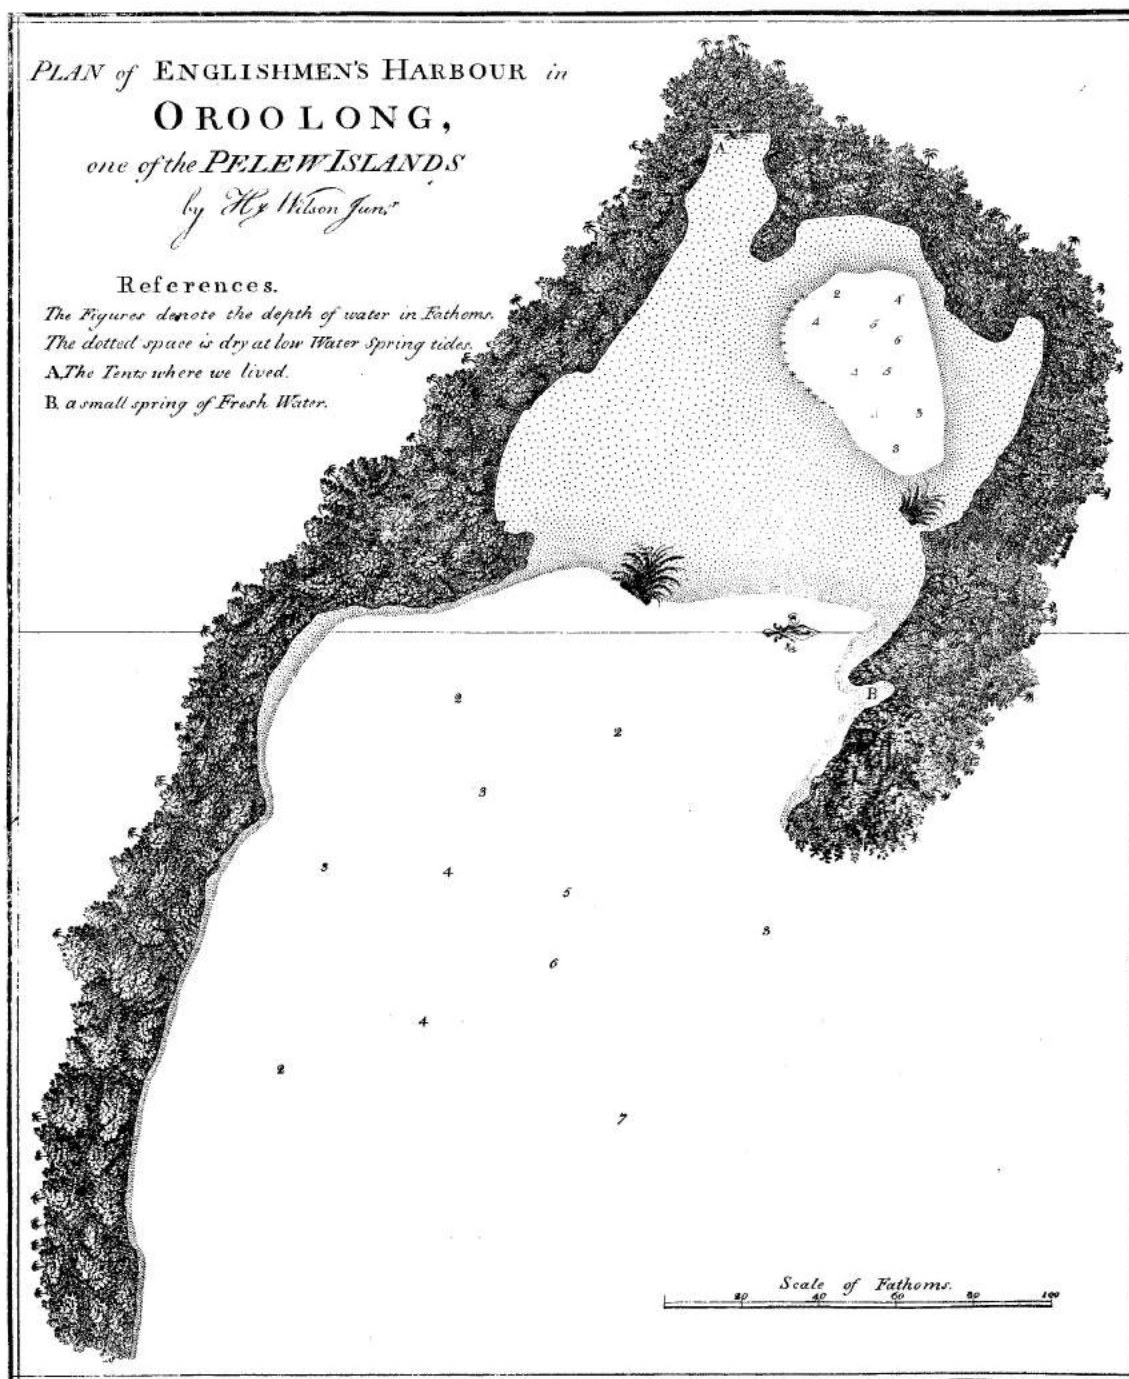 PLAN of ENGLISHMEN'S HARBOUR in
OROOLONG,
one of the PELEW ISLANDS
by Hy Wilson Junr.
References.
The Figures denote the depth of water in Fathoms.
The dotted space is dry at low Water Spring tides.
A, The Tents where we lived.
B, a small spring of Fresh Water.
A
2 4
4 5
6
4 5
3
3
B
2
2
3
3 4
5
3
6
4
2
7
Scale of Fathoms.
20 40 60 80 100